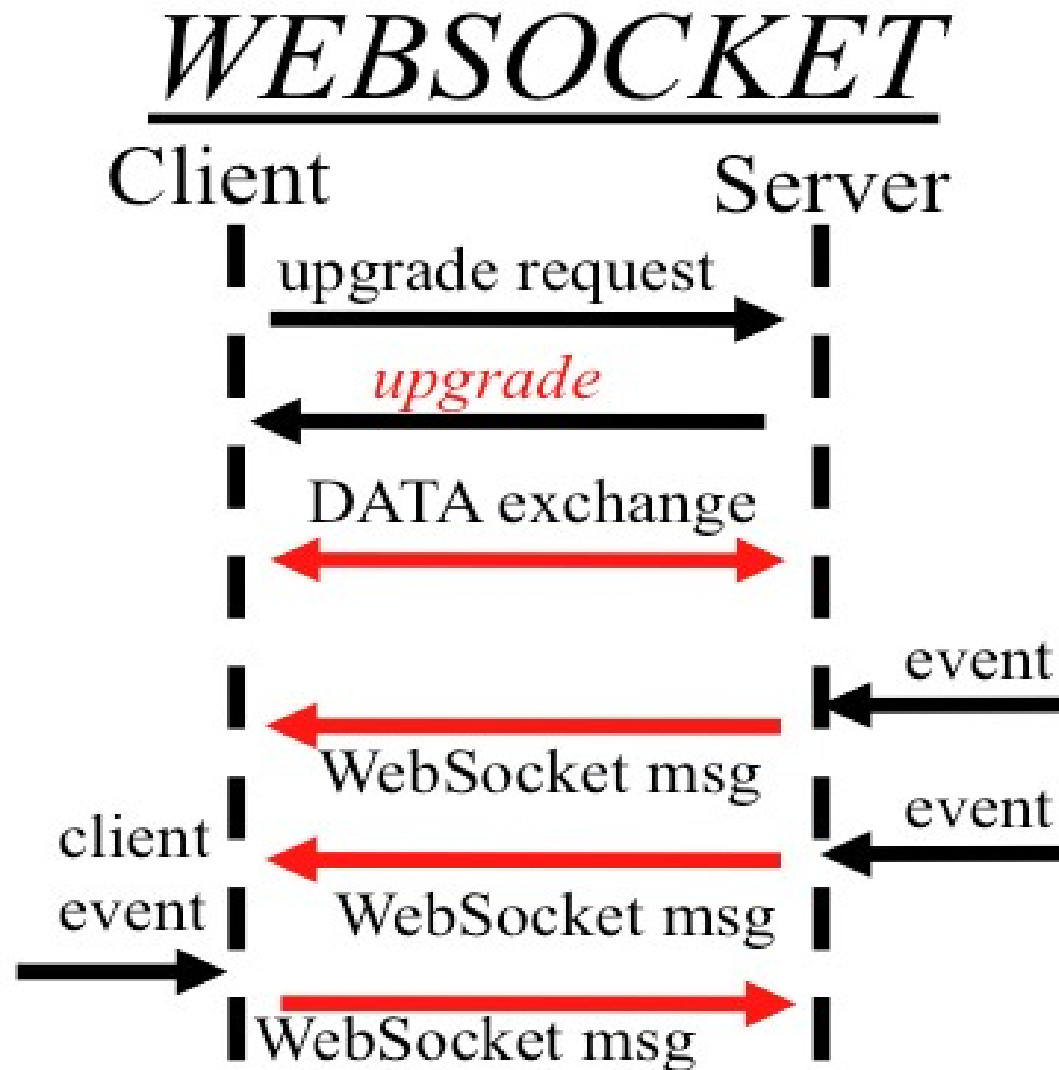 WEBSOCKET
Client
Server
upgrade request
upgrade
DATA exchange
event
WebSocket msg
event
client
event
WebSocket msg
WebSocket msg